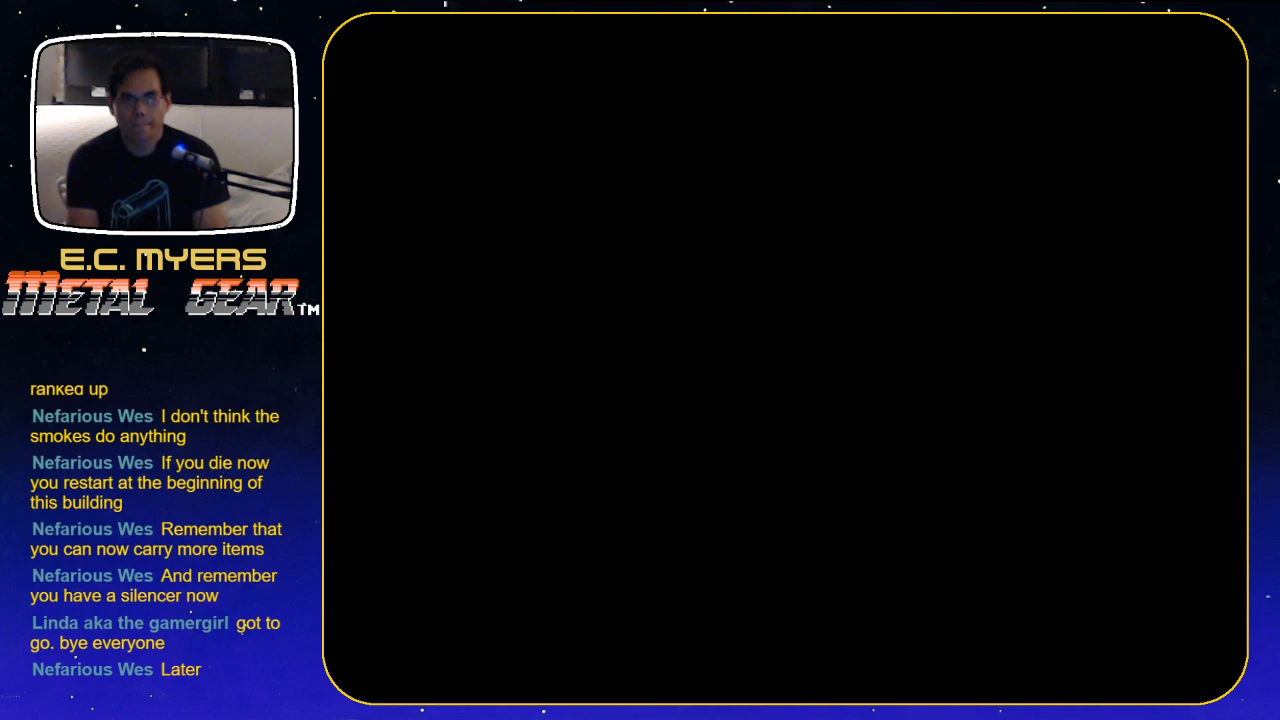 E.C. MYERS
METAL GEAR™
ranked up
Nefarious Wes I don't think the
smokes do anything
Nefarious Wes If you die now
you restart at the beginning of
this building
Nefarious Wes Remember that
you can now carry more items
Nefarious Wes And remember
you have a silencer now
Linda aka the gamergirl got to
go. bye everyone
Nefarious Wes Later